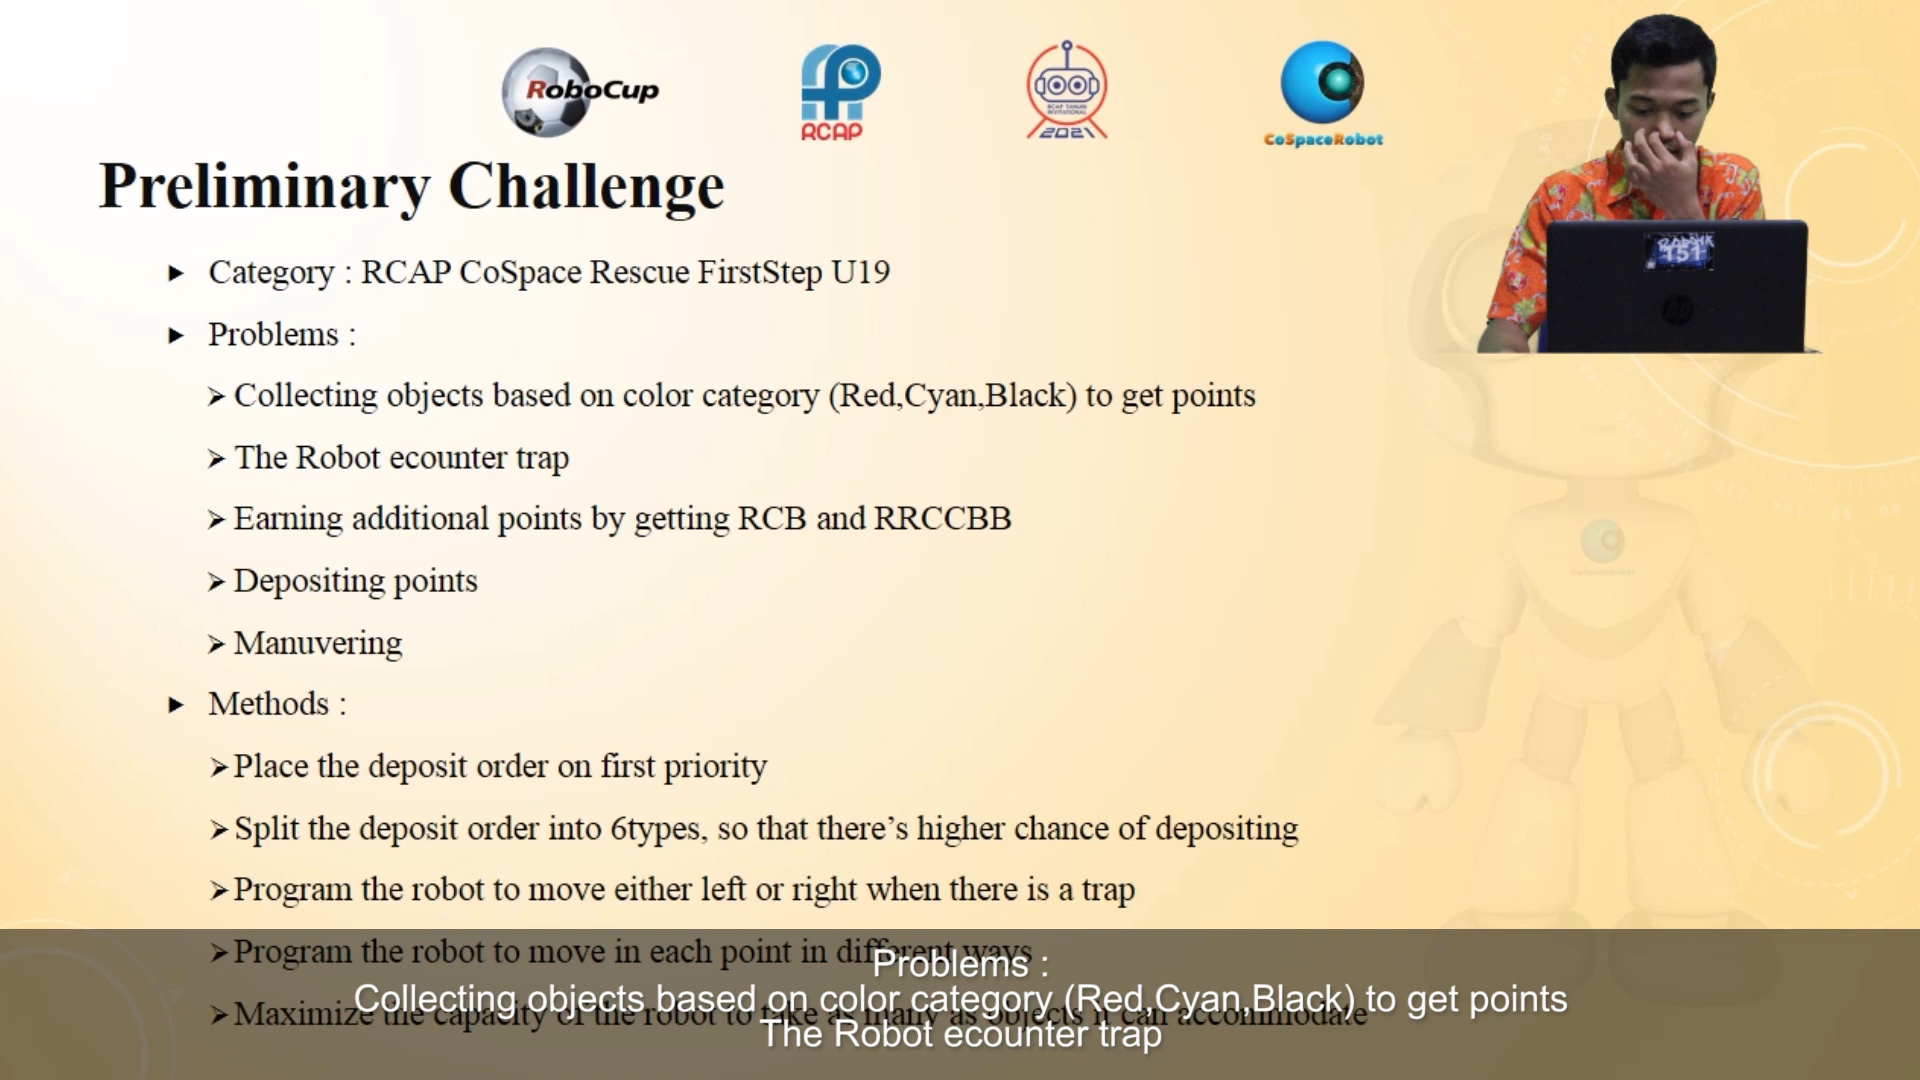 RoboCup
RCAP
RCAP TIANJIN
INVITATIONAL
2021
CoSpaceRobot
Preliminary Challenge
Category : RCAP CoSpace Rescue FirstStep U19
Problems :
Collecting objects based on color category (Red,Cyan,Black) to get points
The Robot ecounter trap
Earning additional points by getting RCB and RRCCBB
Depositing points
Manuvering
Methods :
Place the deposit order on first priority
Split the deposit order into 6types, so that there’s higher chance of depositing
Program the robot to move either left or right when there is a trap
Program the robot to move in each point in different ways
Maximize the capacity of the robot to take as many as objects it can accommodate
Problems :
Collecting objects based on color category (Red,Cyan,Black) to get points
The Robot ecounter trap
151
hp